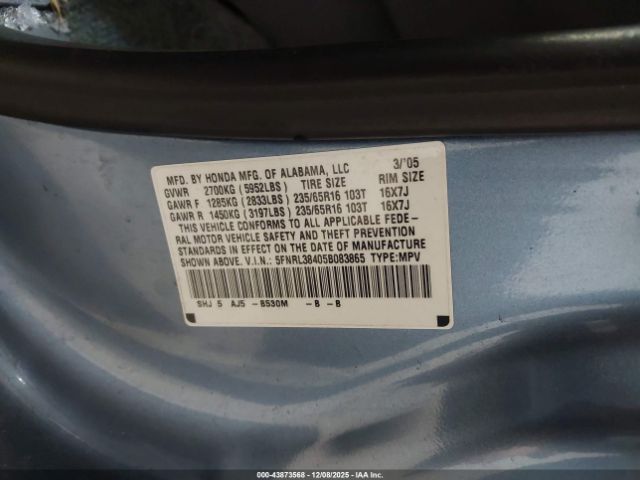 MFD. BY HONDA MFG. OF ALABAMA, LLC 3/'05
GVWR 2700KG (5952LBS) TIRE SIZE RIM SIZE
GAWR F 1285KG (2833LBS) 235/65R16 103T 16X7J
GAWR R 1450KG (3197LBS) 235/65R16 103T 16X7J
THIS VEHICLE CONFORMS TO ALL APPLICABLE FEDE-
RAL MOTOR VEHICLE SAFETY AND THEFT PREVENTION
STANDARDS IN EFFECT ON THE DATE OF MANUFACTURE
SHOWN ABOVE. V.I.N.: 5FNRL38405B083865 TYPE:MPV
SHJ 5 AJ5 -B530M -B -B
00-43873568 - 12/08/2025 - IAA Inc.